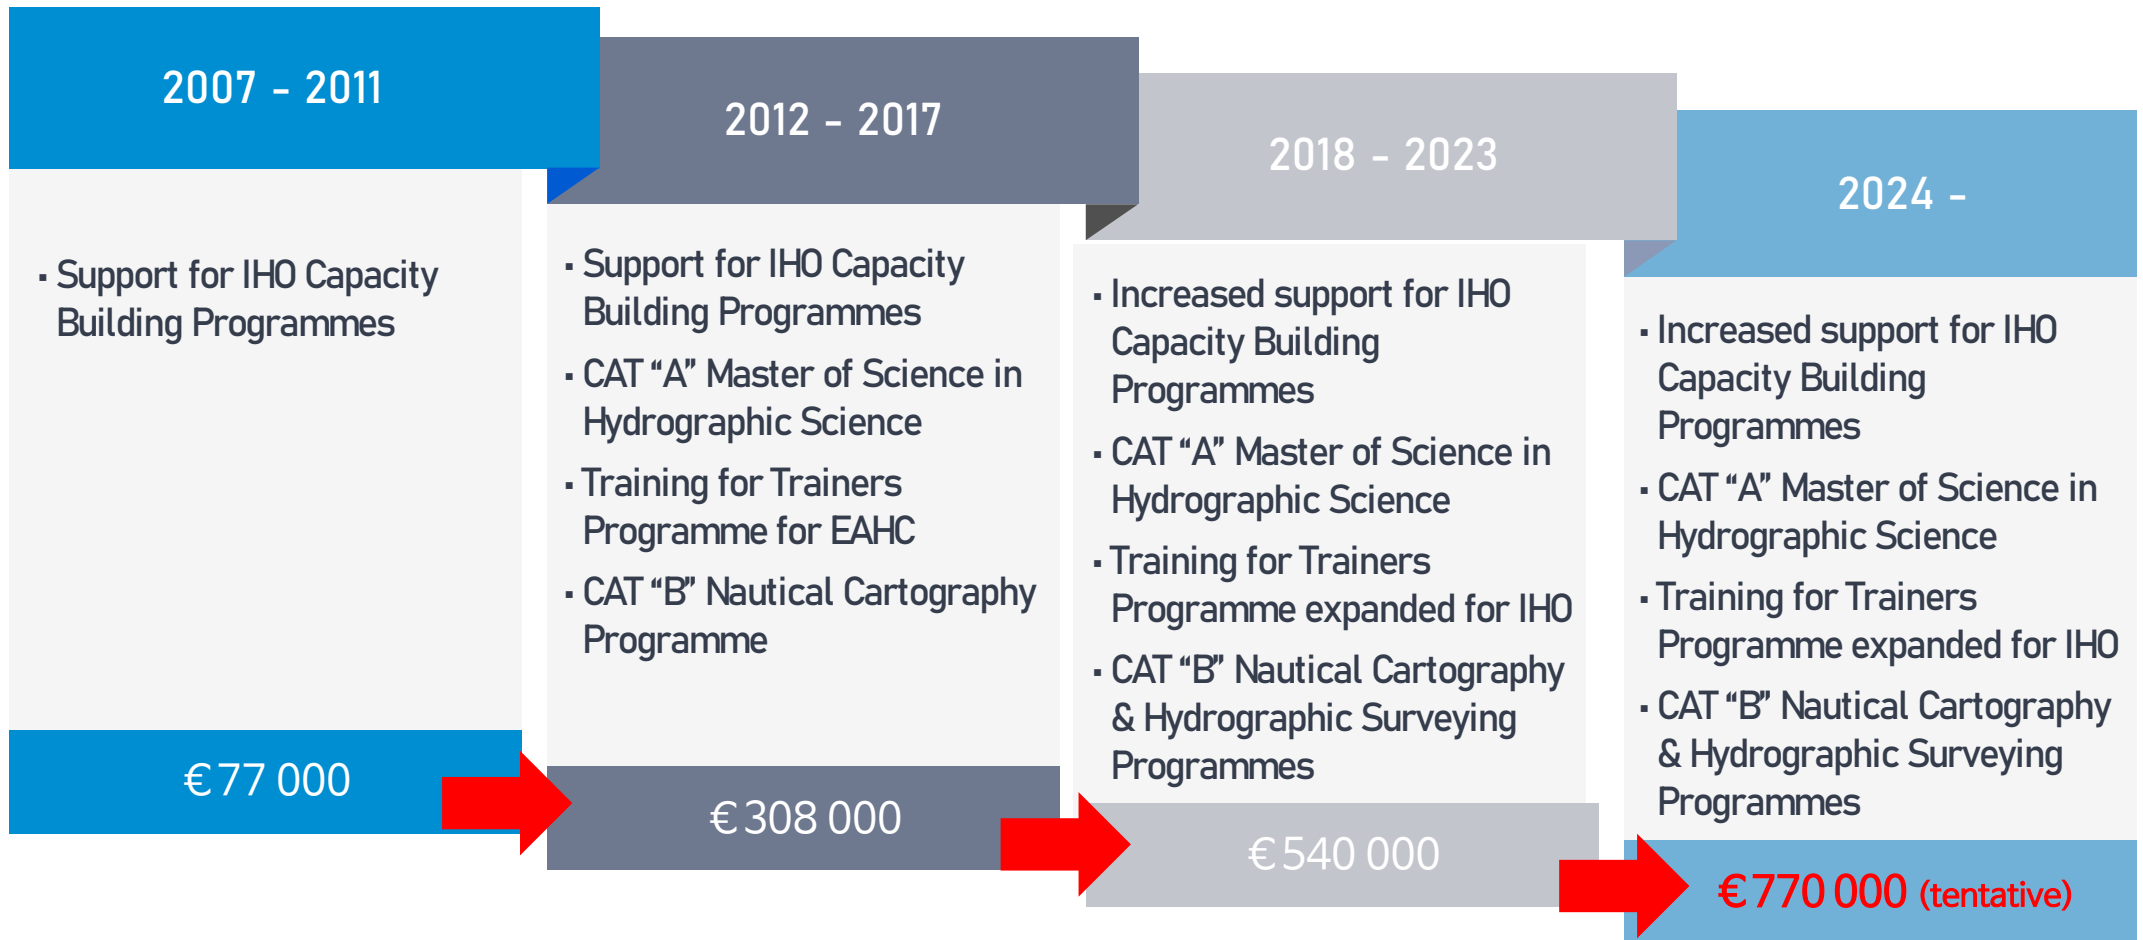 2007 - 2011
▪ Support for IHO Capacity
Building Programmes
€ 77 000
2012 - 2017
▪ Support for IHO Capacity
Building Programmes
▪ CAT “A” Master of Science in
Hydrographic Science
▪ Training for Trainers
Programme for EAHC
▪ CAT “B” Nautical Cartography
Programme
€ 308 000
2018 - 2023
▪ Increased support for IHO
Capacity Building
Programmes
▪ CAT “A” Master of Science in
Hydrographic Science
▪ Training for Trainers
Programme expanded for IHO
▪ CAT “B” Nautical Cartography
& Hydrographic Surveying
Programmes
€ 540 000
2024 -
▪ Increased support for IHO
Capacity Building
Programmes
▪ CAT “A” Master of Science in
Hydrographic Science
▪ Training for Trainers
Programme expanded for IHO
▪ CAT “B” Nautical Cartography
& Hydrographic Surveying
Programmes
€ 770 000 (tentative)